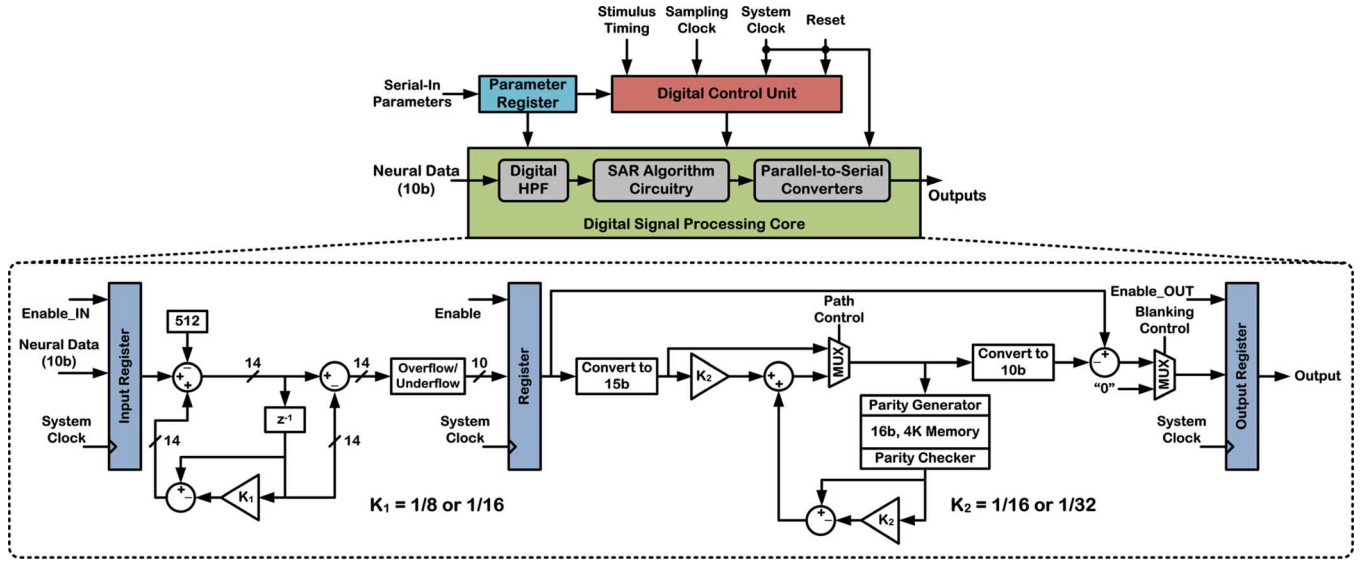 Stimulus
Timing
Sampling
Clock
System
Clock
Reset
Serial-In
Parameters
Parameter
Register
Digital Control Unit
Neural Data
(10b)
Digital
HPF
SAR Algorithm
Circuitry
Parallel-to-Serial
Converters
Outputs
Digital Signal Processing Core
Enable_IN
Neural Data
(10b)
System
Clock
Input Register
512
−
+
+
14
z⁻¹
14
14
+
−
K₁
+
−
14
Overflow/
Underflow
10
K₁ = 1/8 or 1/16
Enable
System
Clock
Register
Convert to
15b
K₂
+
+
Path
Control
MUX
Parity Generator
16b, 4K Memory
Parity Checker
+
−
K₂
K₂ = 1/16 or 1/32
Convert to
10b
−
+
Enable_OUT
Blanking
Control
"0"
MUX
System
Clock
Output Register
Output